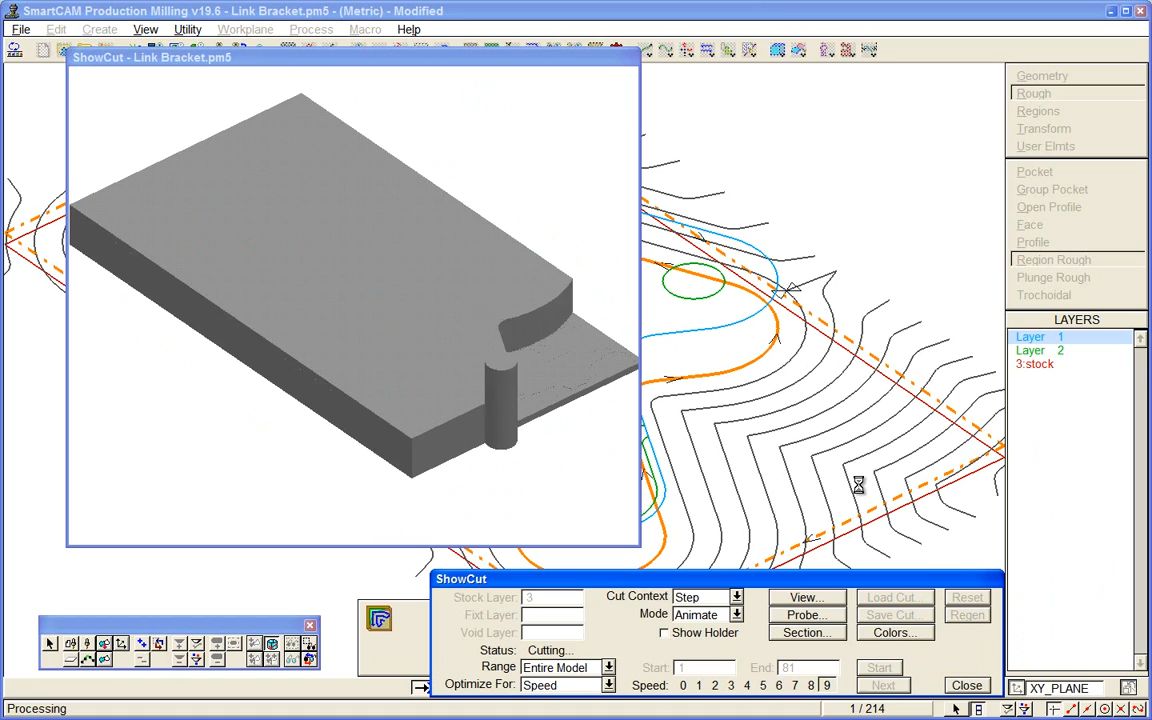 SmartCAM Production Milling v19.6 - Link Bracket.pm5 - (Metric) - Modified
File Edit Create View Utility Workplane Process Macro Help
ShowCut - Link Bracket.pm5
Geometry
Rough
Regions
Transform
User Elmts
Pocket
Group Pocket
Open Profile
Face
Profile
Region Rough
Plunge Rough
Trochoidal
LAYERS
Layer 1
Layer 2
3:stock
ShowCut
Stock Layer: 3 Cut Context Step View... Load Cut... Reset
Fixt Layer: Mode Animate Probe... Save Cut... Regen
Void Layer: Show Holder Section... Colors...
Status: Cutting...
Range Entire Model Start: 1 End: 81 Start
Optimize For: Speed Speed: 0 1 2 3 4 5 6 7 8 9 Next Close
XY_PLANE
Processing 1 / 214